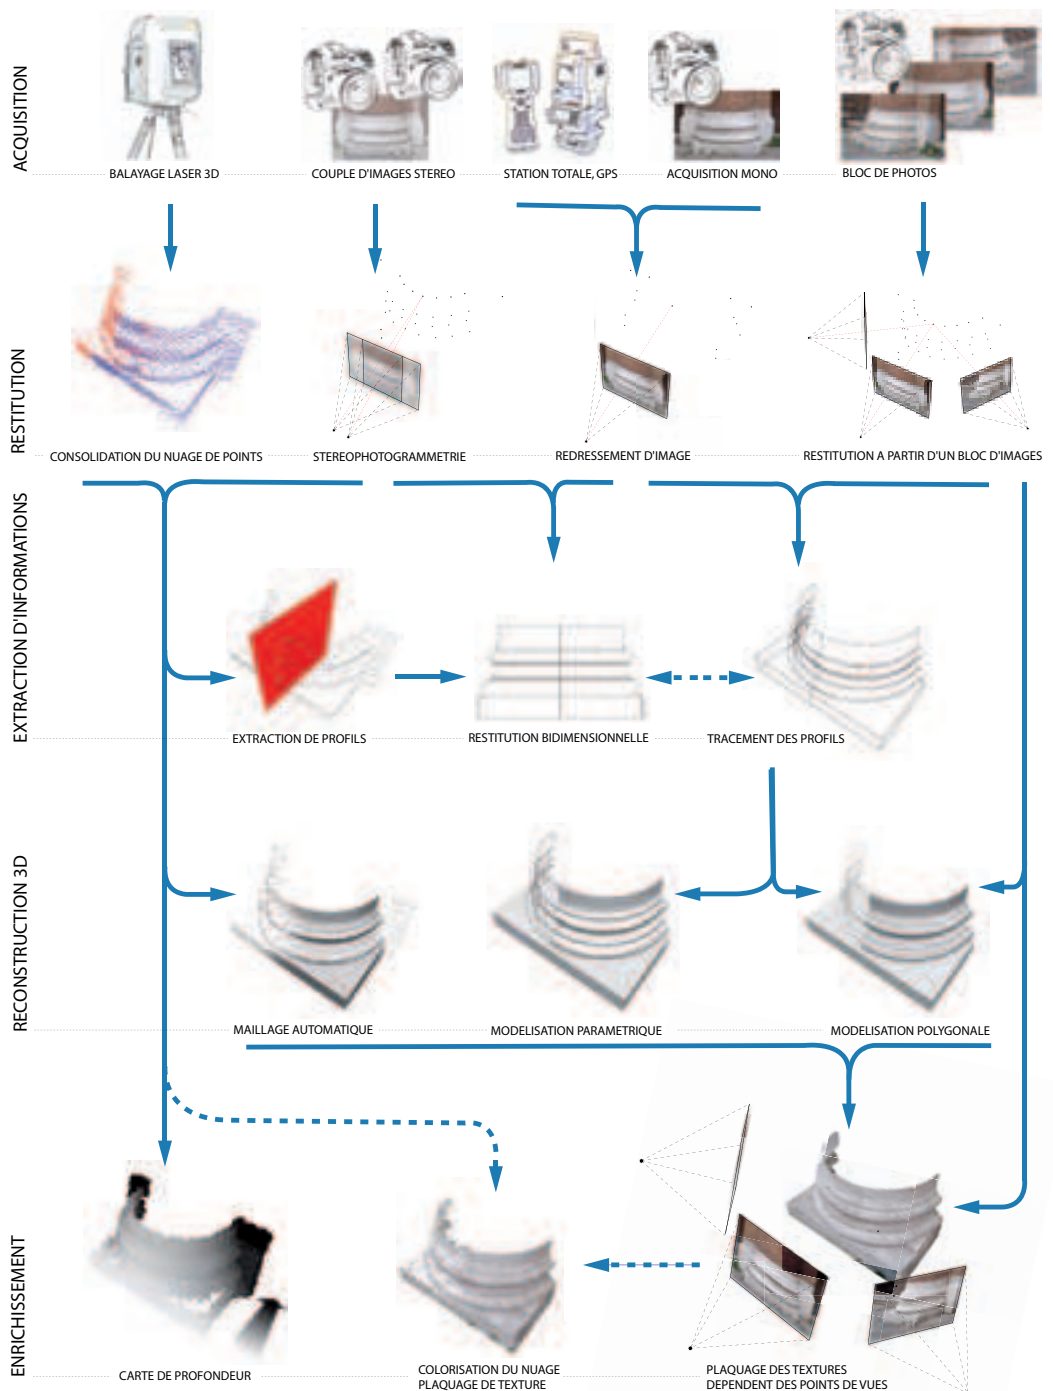 ACQUISITION
BALAYAGE LASER 3D
COUPLE D'IMAGES STEREO
STATION TOTALE, GPS
ACQUISITION MONO
BLOC DE PHOTOS
RESTITUTION
CONSOLIDATION DU NUAGE DE POINTS
STEREOPHOTOGRAMMETRIE
REDRESSEMENT D'IMAGE
RESTITUTION A PARTIR D'UN BLOC D'IMAGES
EXTRACTION D'INFORMATIONS
EXTRACTION DE PROFILS
RESTITUTION BIDIMENSIONNELLE
TRACEMENT DES PROFILS
RECONSTRUCTION 3D
MAILLAGE AUTOMATIQUE
MODELISATION PARAMETRIQUE
MODELISATION POLYGONALE
ENRICHISSEMENT
CARTE DE PROFONDEUR
COLORISATION DU NUAGE
PLAQUAGE DE TEXTURE
PLAQUAGE DES TEXTURES
DEPENDENT DES POINTS DE VUES